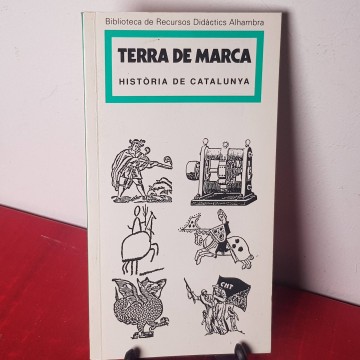 Biblioteca de Recursos Didàctics Alhambra
TERRA DE MARCA
HISTÒRIA DE CATALUNYA
CNT